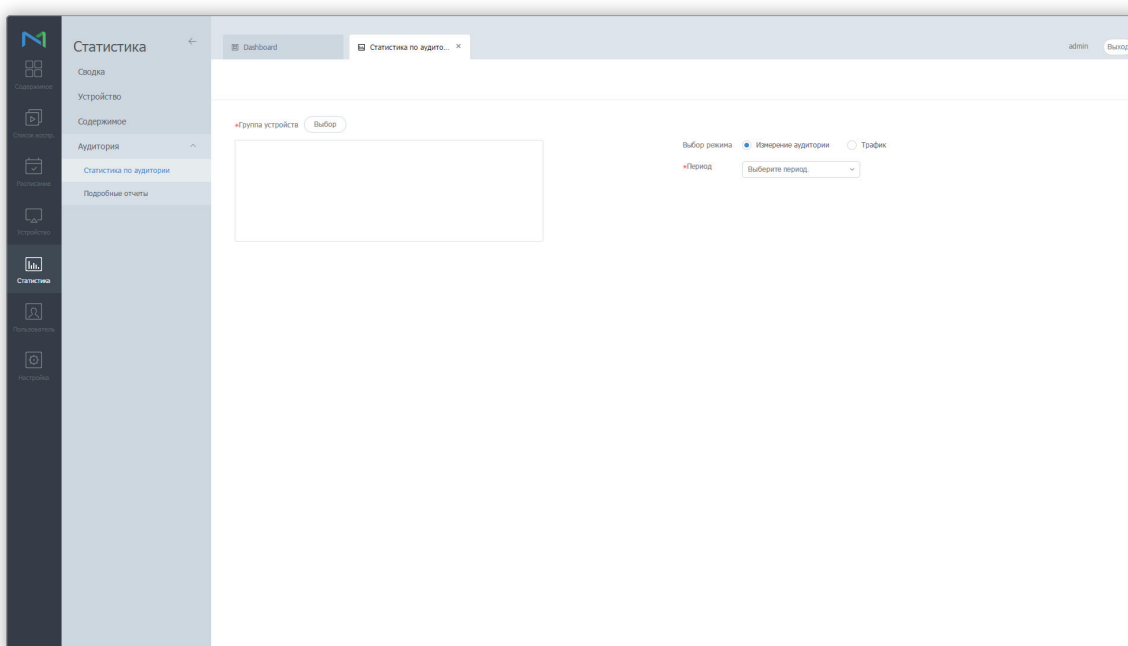 Статистика
Dashboard
Статистика по аудито...
admin
Выход
Содержимое
Список воспр.
Расписание
Устройство
Статистика
Пользователь
Настройка
Сводка
Устройство
Содержимое
Аудитория
Статистика по аудитории
Подробные отчеты
*Группа устройств
Выбор
Выбор режима
Измерение аудитории
Трафик
*Период
Выберите период.